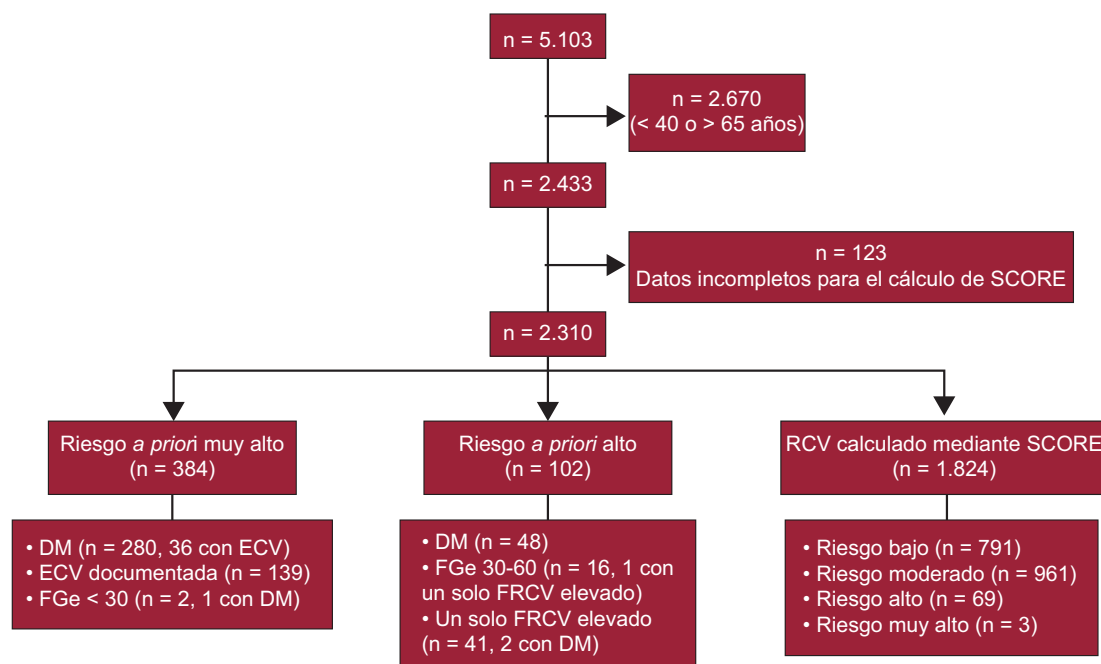 n = 5.103
n = 2.670
(< 40 o > 65 años)
n = 2.433
n = 123
Datos incompletos para el cálculo de SCORE
n = 2.310
Riesgo a priori muy alto
(n = 384)
Riesgo a priori alto
(n = 102)
RCV calculado mediante SCORE
(n = 1.824)
• DM (n = 280, 36 con ECV)
• ECV documentada (n = 139)
• FGe < 30 (n = 2, 1 con DM)
• DM (n = 48)
• FGe 30-60 (n = 16, 1 con
un solo FRCV elevado)
• Un solo FRCV elevado
(n = 41, 2 con DM)
• Riesgo bajo (n = 791)
• Riesgo moderado (n = 961)
• Riesgo alto (n = 69)
• Riesgo muy alto (n = 3)